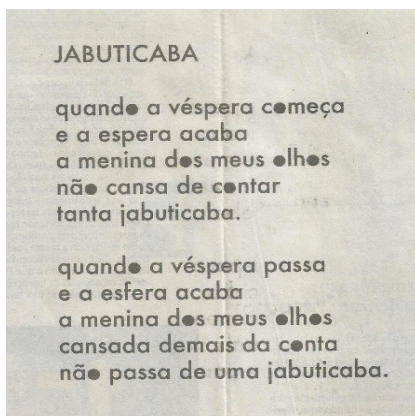 JABUTICABA

quando a véspera começa
e a espera acaba
a menina dos meus olhos
não cansa de contar
tanta jabuticaba.

quando a véspera passa
e a esfera acaba
a menina dos meus olhos
cansada demais da conta
não passa de uma jabuticaba.